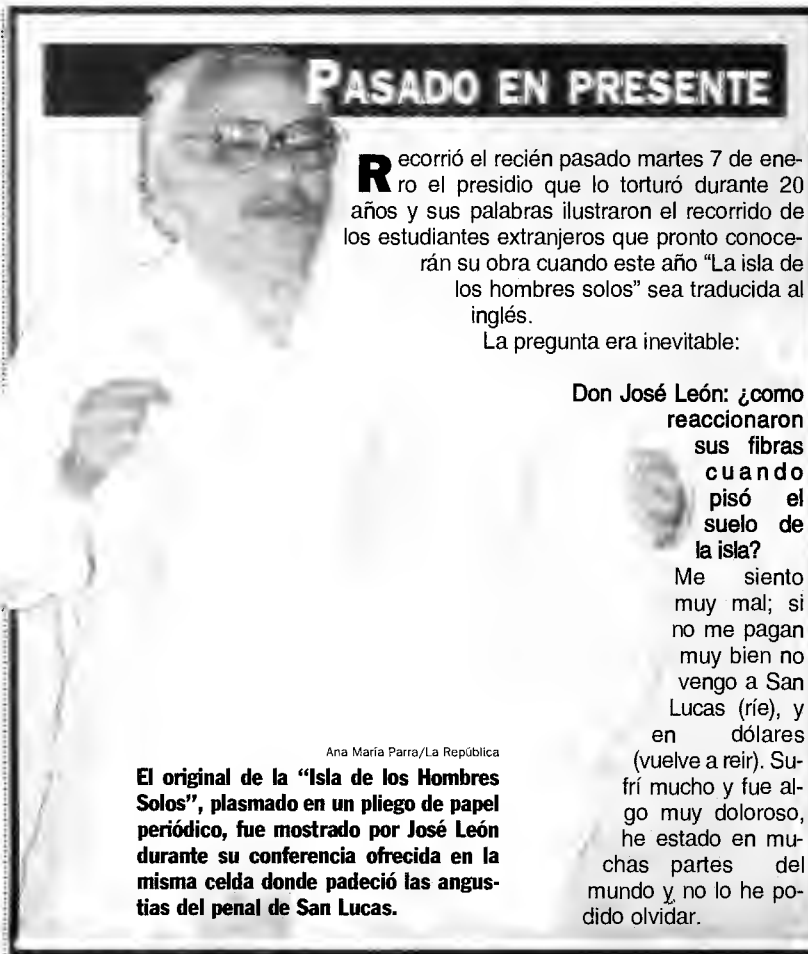 PASADO EN PRESENTE
Recorrió el recién pasado martes 7 de ene-
ro el presidio que lo torturó durante 20
años y sus palabras ilustraron el recorrido de
los estudiantes extranjeros que pronto conoce-
rán su obra cuando este año “La isla de
los hombres solos” sea traducida al
inglés.
La pregunta era inevitable:
Don José León: ¿como
reaccionaron
sus fibras
cuando
pisó el
suelo de
la isla?
Me siento
muy mal; si
no me pagan
muy bien no
vengo a San
Lucas (ríe), y
en dólares
(vuelve a reir). Su-
frí mucho y fue al-
go muy doloroso,
he estado en mu-
chas partes del
mundo y no lo he po-
dido olvidar.
Ana María Parra/La República
El original de la “Isla de los Hombres
Solos”, plasmado en un pliego de papel
periódico, fue mostrado por José León
durante su conferencia ofrecida en la
misma celda donde padeció las angus-
tias del penal de San Lucas.